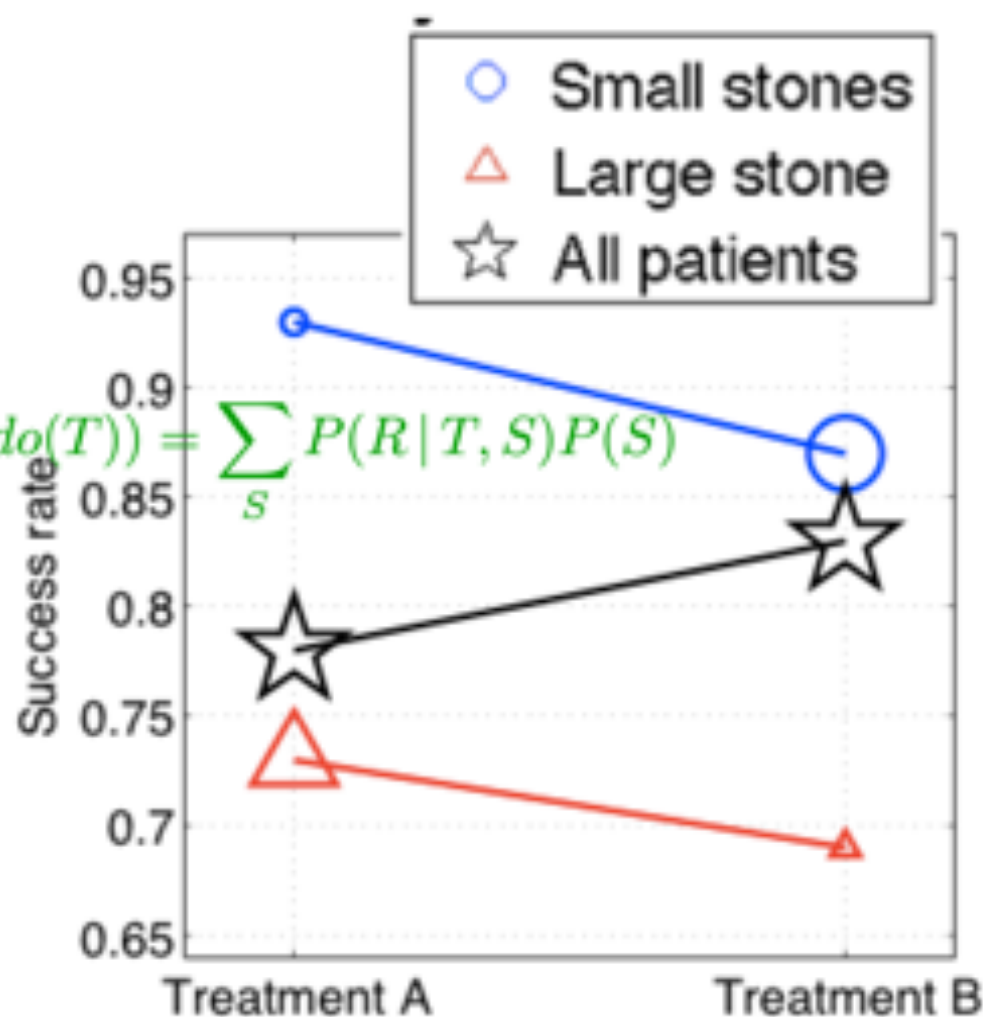 Small stones
Large stone
All patients
0.95
0.9
do(T)) = ∑ P(R | T, S)P(S)
S
0.85
0.8
0.75
0.7
0.65
Success rate
Treatment A
Treatment B